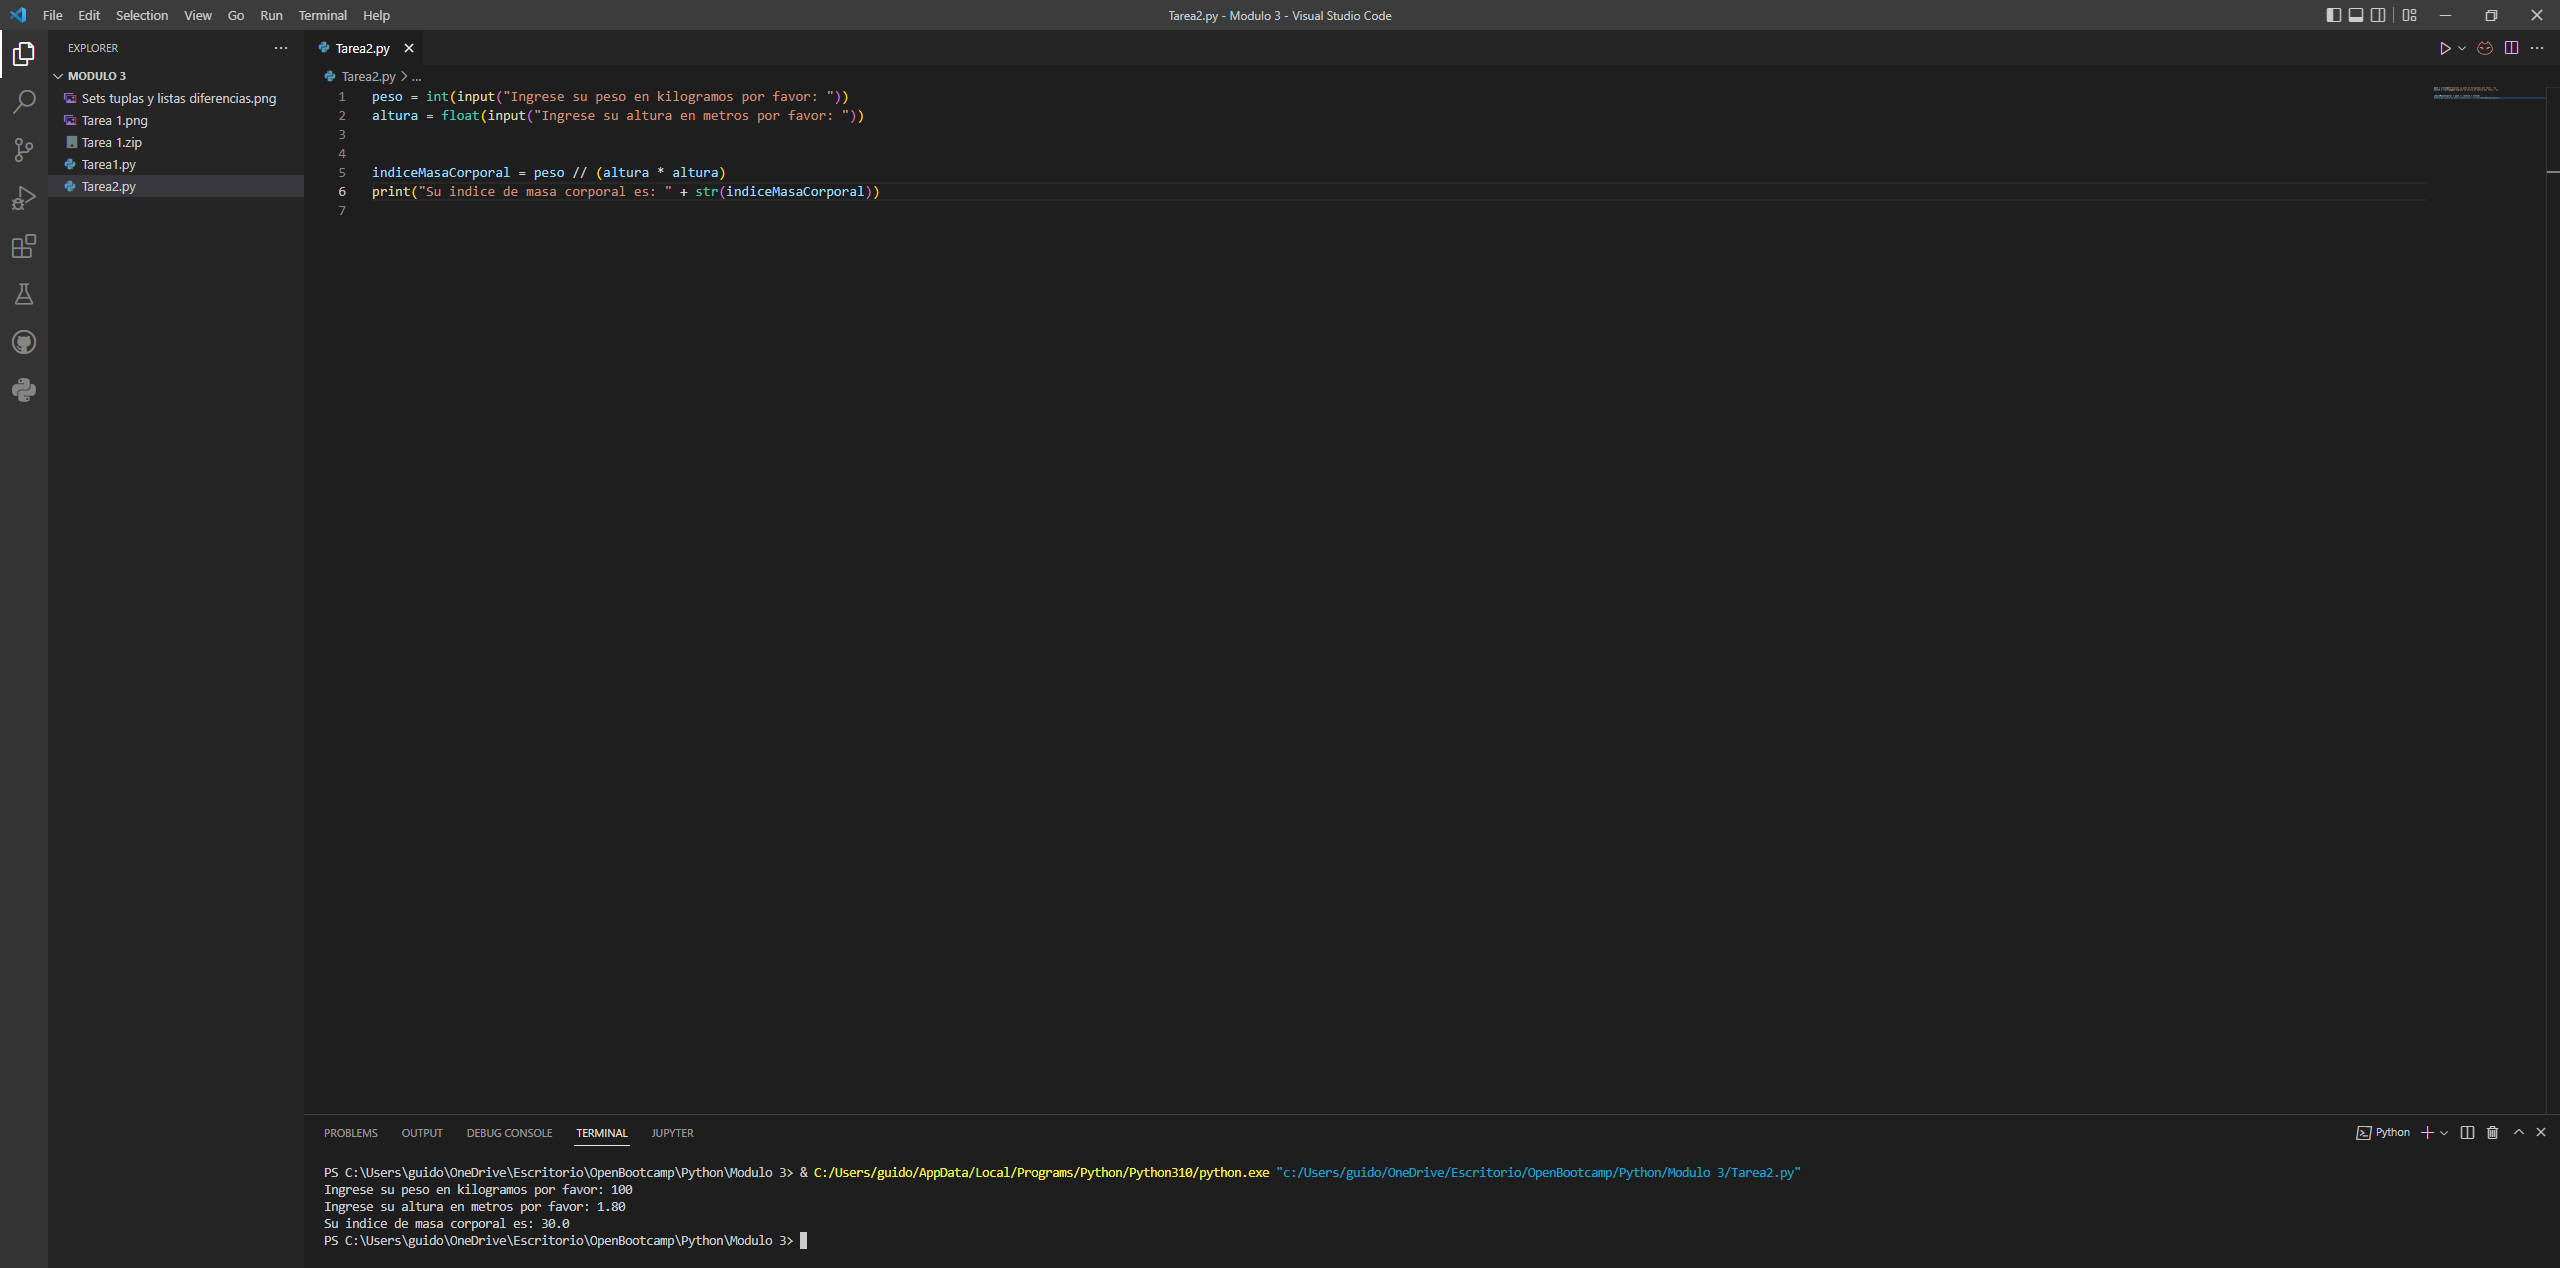 File Edit Selection View Go Run Terminal Help
Tarea2.py - Modulo 3 - Visual Studio Code
EXPLORER
MODULO 3
Sets tuplas y listas diferencias.png
Tarea 1.png
Tarea 1.zip
Tarea1.py
Tarea2.py
Tarea2.py
Tarea2.py > ...
1 peso = int(input("Ingrese su peso en kilogramos por favor: "))
2 altura = float(input("Ingrese su altura en metros por favor: "))
3
4
5 indiceMasaCorporal = peso // (altura * altura)
6 print("Su indice de masa corporal es: " + str(indiceMasaCorporal))
7
PROBLEMS OUTPUT DEBUG CONSOLE TERMINAL JUPYTER
Python
PS C:\Users\guido\OneDrive\Escritorio\OpenBootcamp\Python\Modulo 3> & C:/Users/guido/AppData/Local/Programs/Python/Python310/python.exe "c:/Users/guido/OneDrive/Escritorio/OpenBootcamp/Python/Modulo 3/Tarea2.py"
Ingrese su peso en kilogramos por favor: 100
Ingrese su altura en metros por favor: 1.80
Su indice de masa corporal es: 30.0
PS C:\Users\guido\OneDrive\Escritorio\OpenBootcamp\Python\Modulo 3>